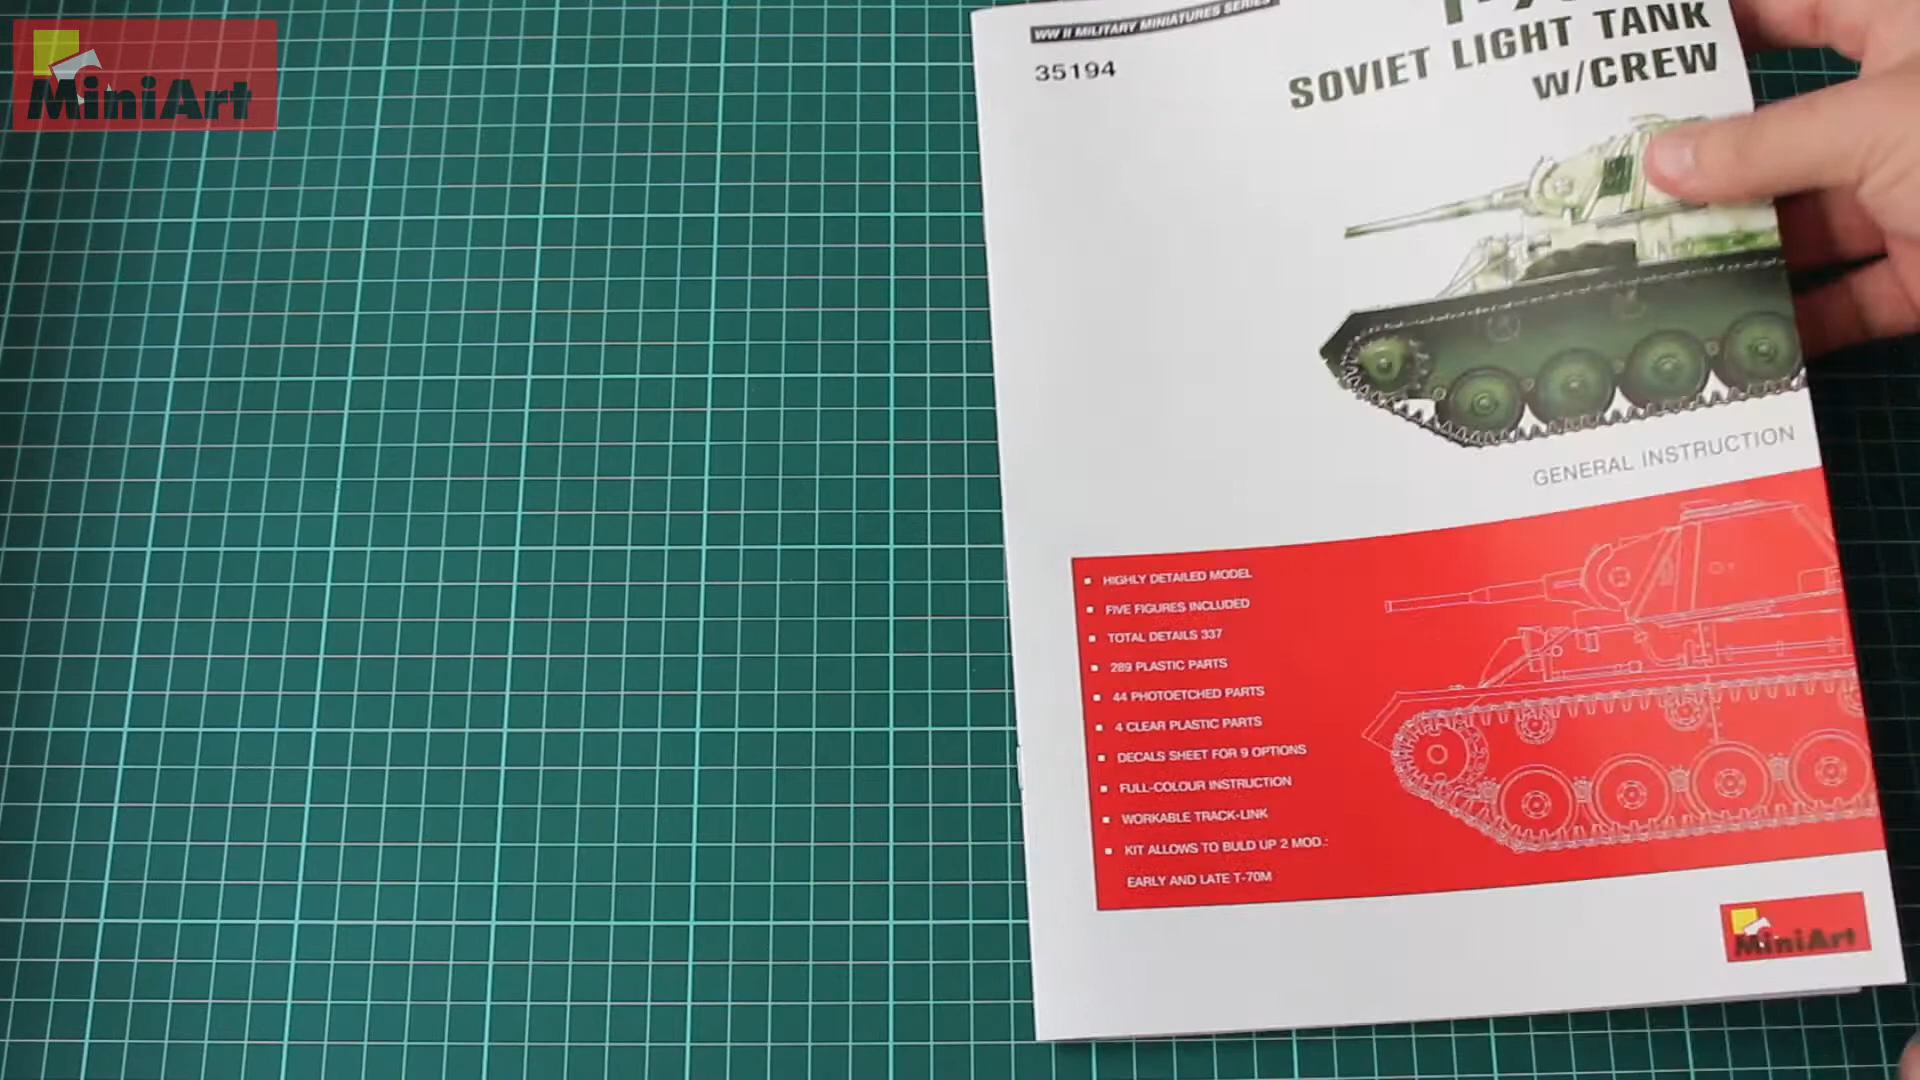 MiniArt
WW II MILITARY MINIATURES SERIES
35194
SOVIET LIGHT TANK
W/CREW
GENERAL INSTRUCTION
HIGHLY DETAILED MODEL
FIVE FIGURES INCLUDED
TOTAL DETAILS 337
289 PLASTIC PARTS
44 PHOTOETCHED PARTS
4 CLEAR PLASTIC PARTS
DECALS SHEET FOR 9 OPTIONS
FULL-COLOUR INSTRUCTION
WORKABLE TRACK-LINK
KIT ALLOWS TO BULD UP 2 MOD.:
EARLY AND LATE T-70M
MiniArt